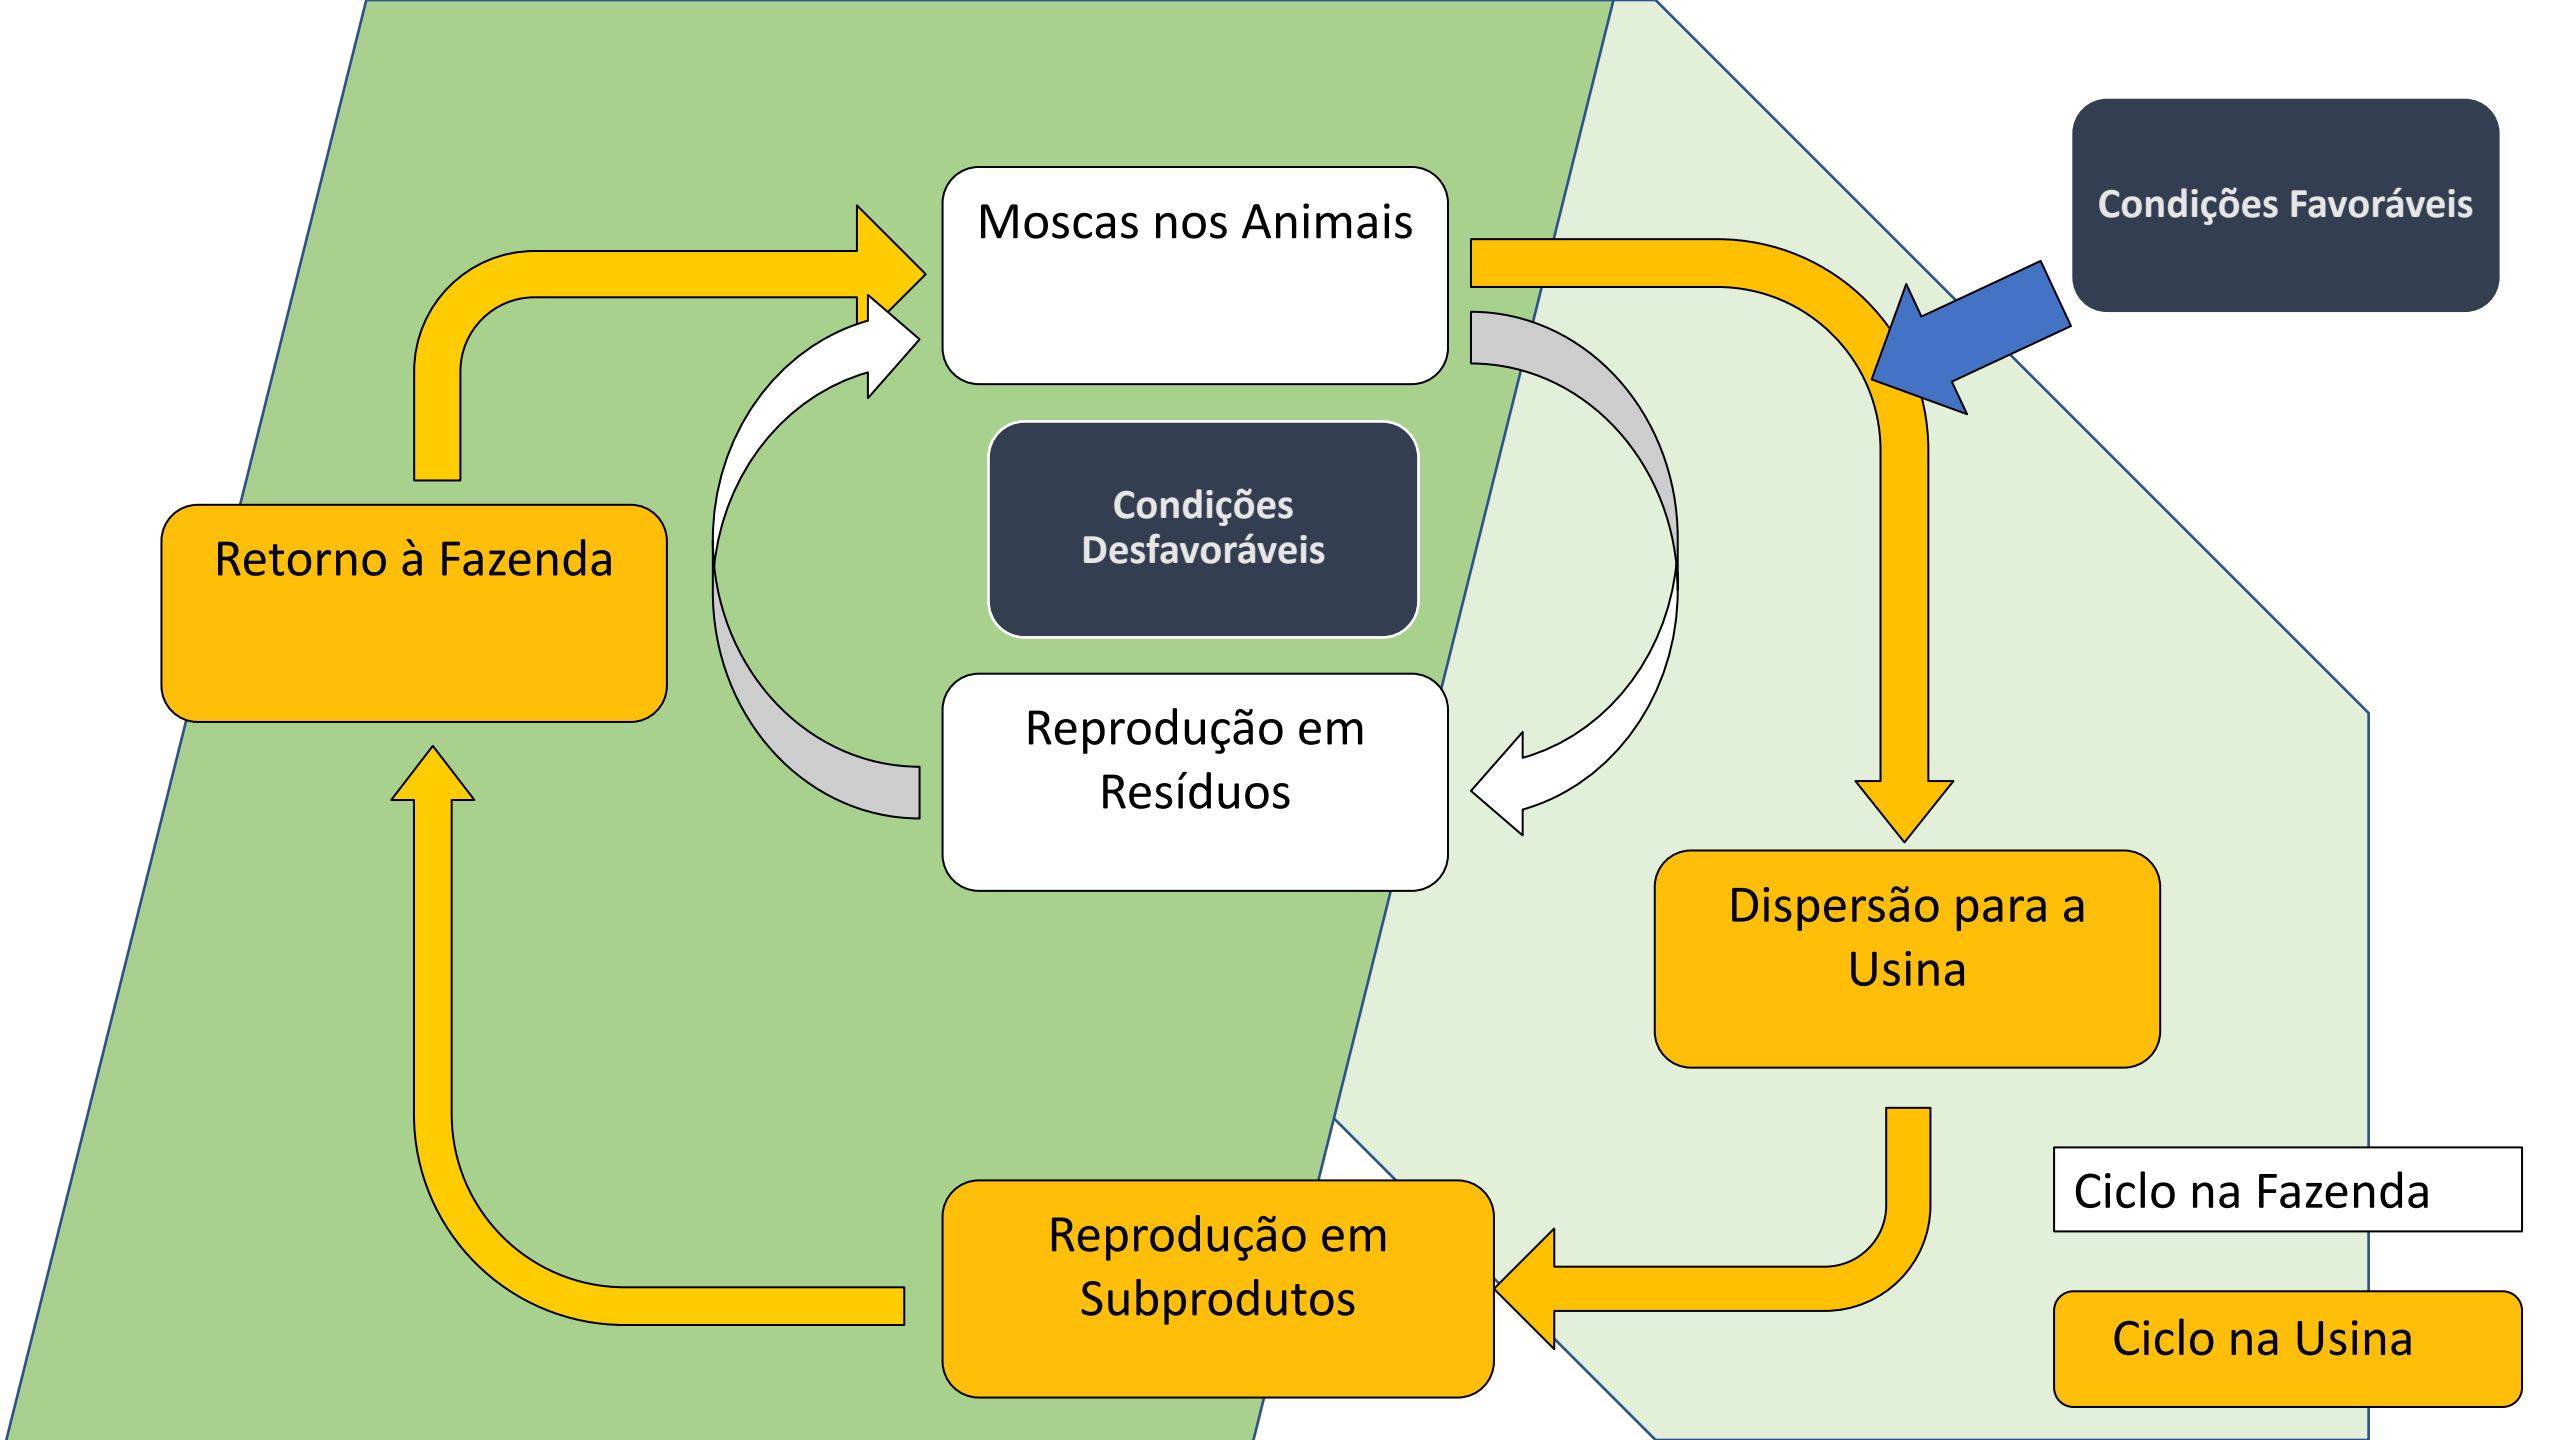 Moscas nos Animais
Condições Favoráveis
Condições
Desfavoráveis
Retorno à Fazenda
Reprodução em
Resíduos
Dispersão para a
Usina
Reprodução em
Subprodutos
Ciclo na Fazenda
Ciclo na Usina